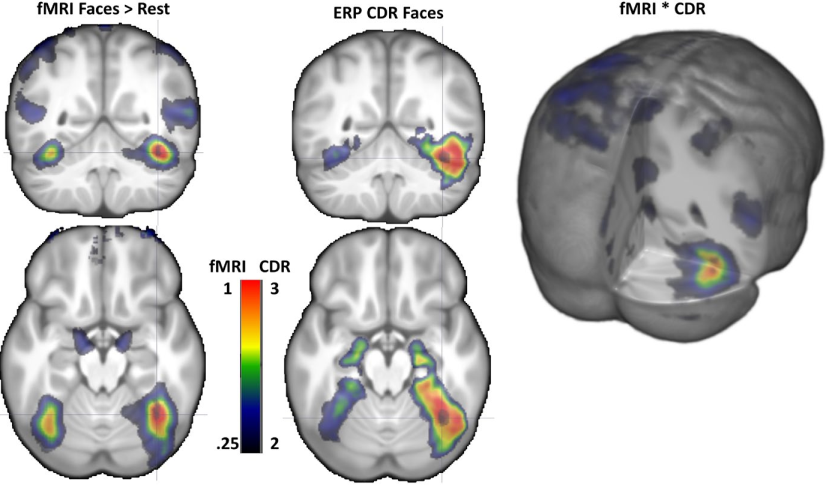 fMRI Faces > Rest
ERP CDR Faces
fMRI * CDR
fMRI CDR
1 3
.25 2